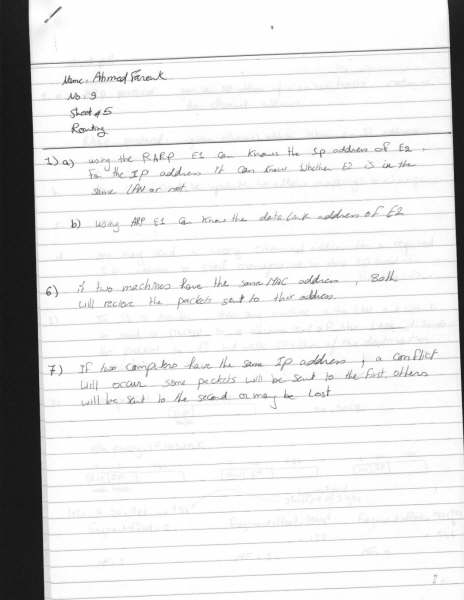 Name: Ahmad Farouk
No: 9
Sheet #5
Routing
1) a) using the RARP E1 can knows the Ip address of E2.
From the IP address it can know whether E2 is in the
same LAN or not
b) using ARP E1 can know the data link address of E2
6) if two machines have the same MAC address, Both
will recieve the packets sent to ther address.
7) If two computers have the same Ip address, a conflict
will occur some packets will be sent to the first, others
will be sent to the second or may be Lost